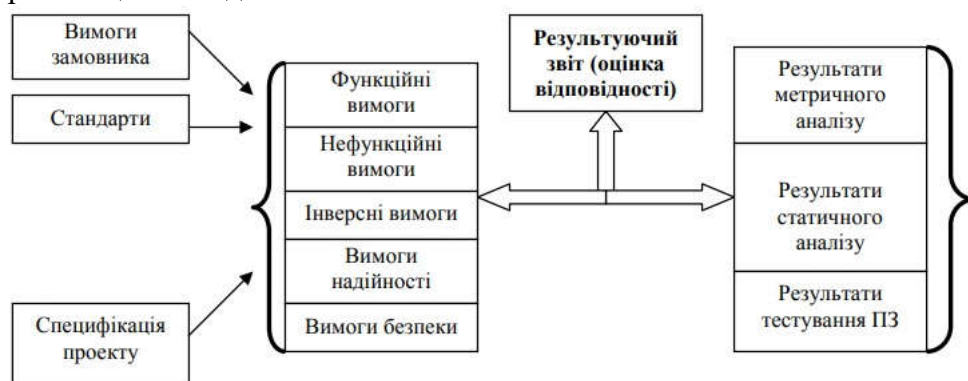 Вимоги
замовника
Стандарти
Специфікація
проекту
Функційні
вимоги
Нефункційні
вимоги
Інверсні вимоги
Вимоги
надійності
Вимоги безпеки
Результуючий
звіт (оцінка
відповідності)
Результати
метричного
аналізу
Результати
статичного
аналізу
Результати
тестування ПЗ